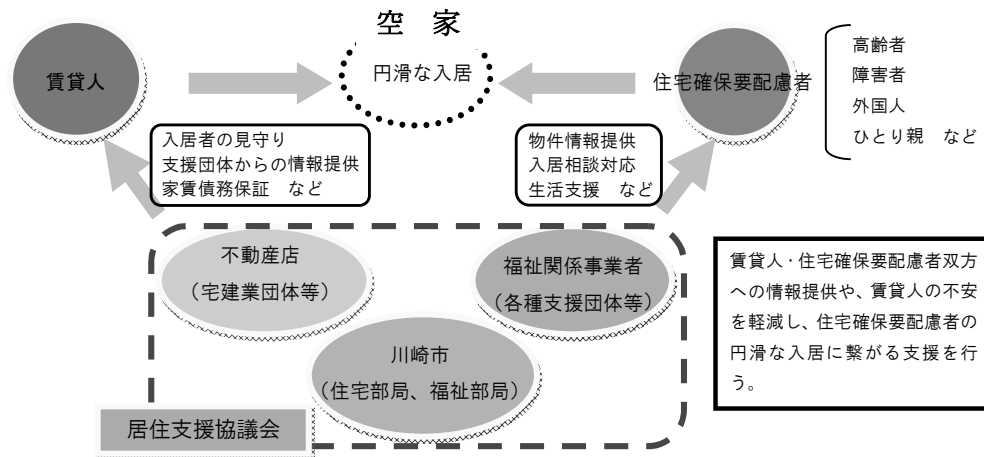 空　家
円滑な入居
賃貸人
住宅確保要配慮者
高齢者
障害者
外国人
ひとり親　など
入居者の見守り
支援団体からの情報提供
家賃債務保証　など
物件情報提供
入居相談対応
生活支援　など
不動産店
（宅建業団体等）
福祉関係事業者
（各種支援団体等）
川崎市
（住宅部局、福祉部局）
居住支援協議会
賃貸人・住宅確保要配慮者双方
への情報提供や、賃貸人の不安
を軽減し、住宅確保要配慮者の
円滑な入居に繋がる支援を行
う。